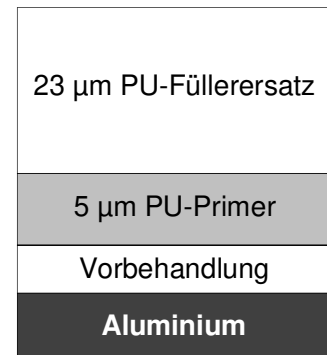 23 µm PU-Füllerersatz
5 µm PU-Primer
Vorbehandlung
Aluminium